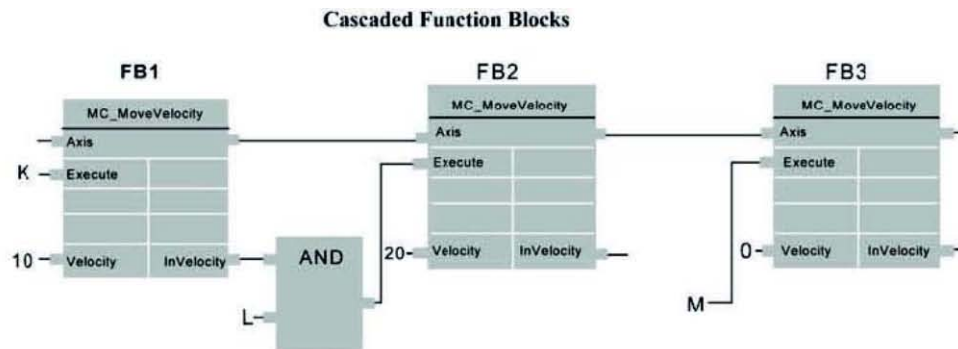 Cascaded Function Blocks
FB1
MC_MoveVelocity
Axis
K
Execute
10
Velocity
InVelocity
AND
L
FB2
MC_MoveVelocity
Axis
Execute
20
Velocity
InVelocity
FB3
MC_MoveVelocity
Axis
Execute
0
Velocity
InVelocity
M